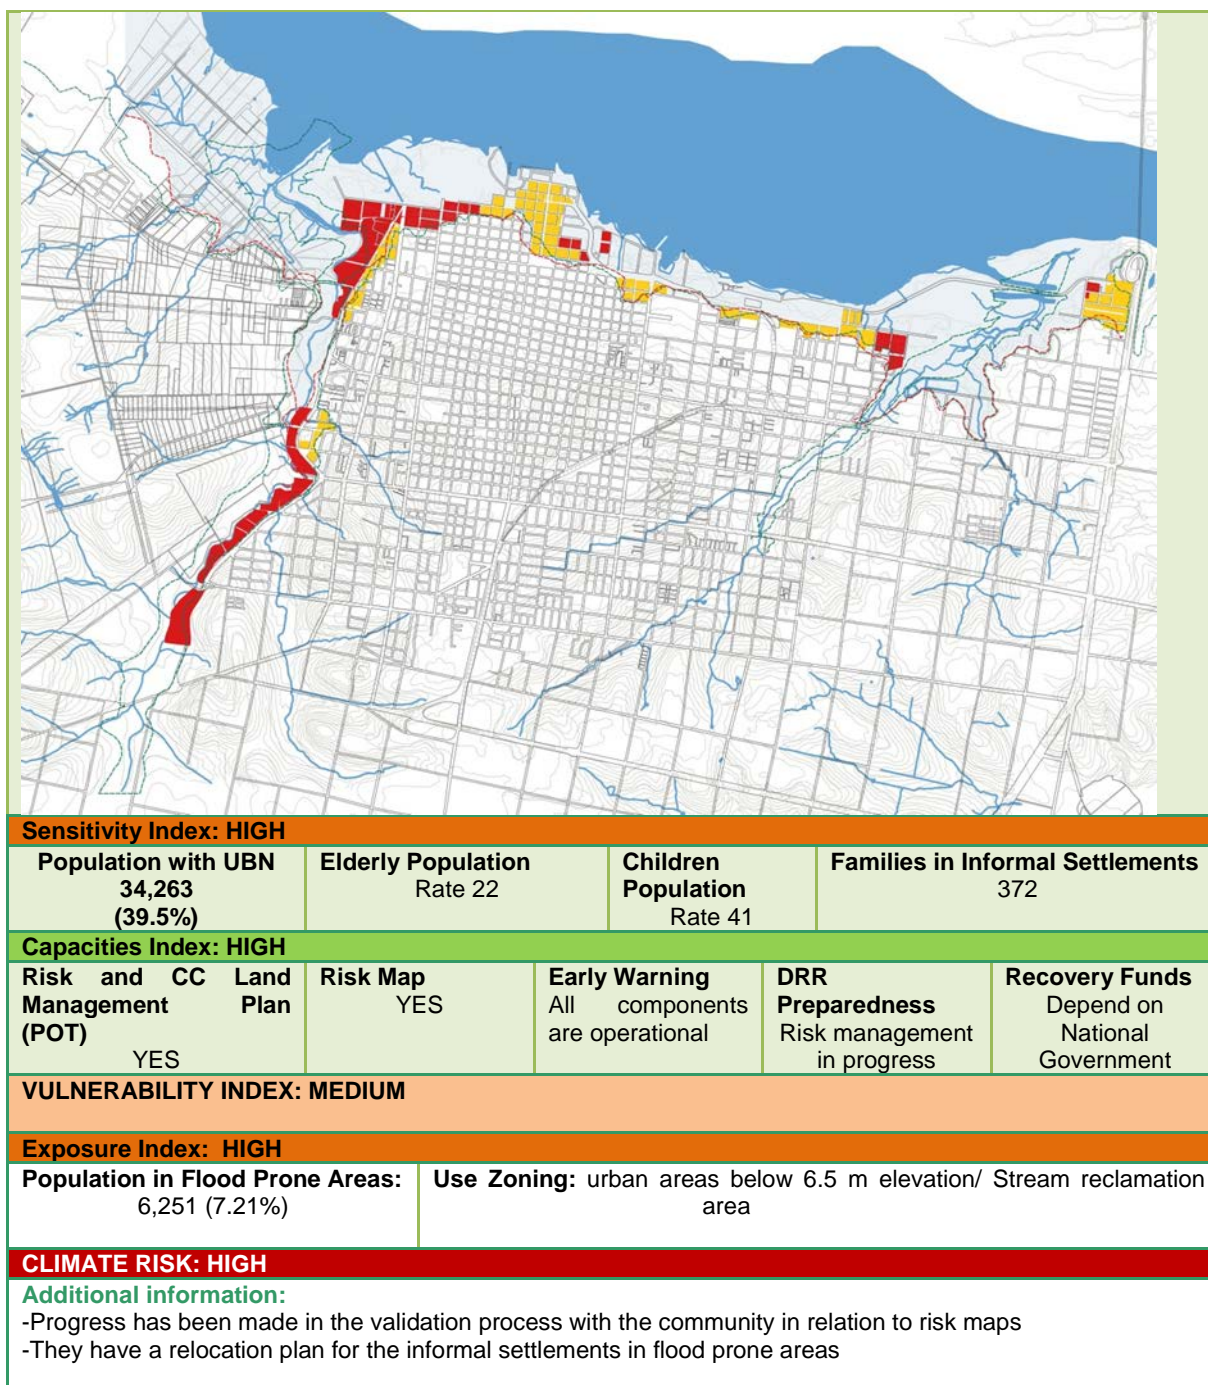 Sensitivity Index: HIGH
Population with UBN
34,263
(39.5%)
Elderly Population
Rate 22
Children
Population
Rate 41
Families in Informal Settlements
372
Capacities Index: HIGH
Risk and CC Land
Management Plan
(POT)
YES
Risk Map
YES
Early Warning
All components
are operational
DRR
Preparedness
Risk management
in progress
Recovery Funds
Depend on
National
Government
VULNERABILITY INDEX: MEDIUM
Exposure Index: HIGH
Population in Flood Prone Areas:
6,251 (7.21%)
Use Zoning: urban areas below 6.5 m elevation/ Stream reclamation
area
CLIMATE RISK: HIGH
Additional information:
-Progress has been made in the validation process with the community in relation to risk maps
-They have a relocation plan for the informal settlements in flood prone areas